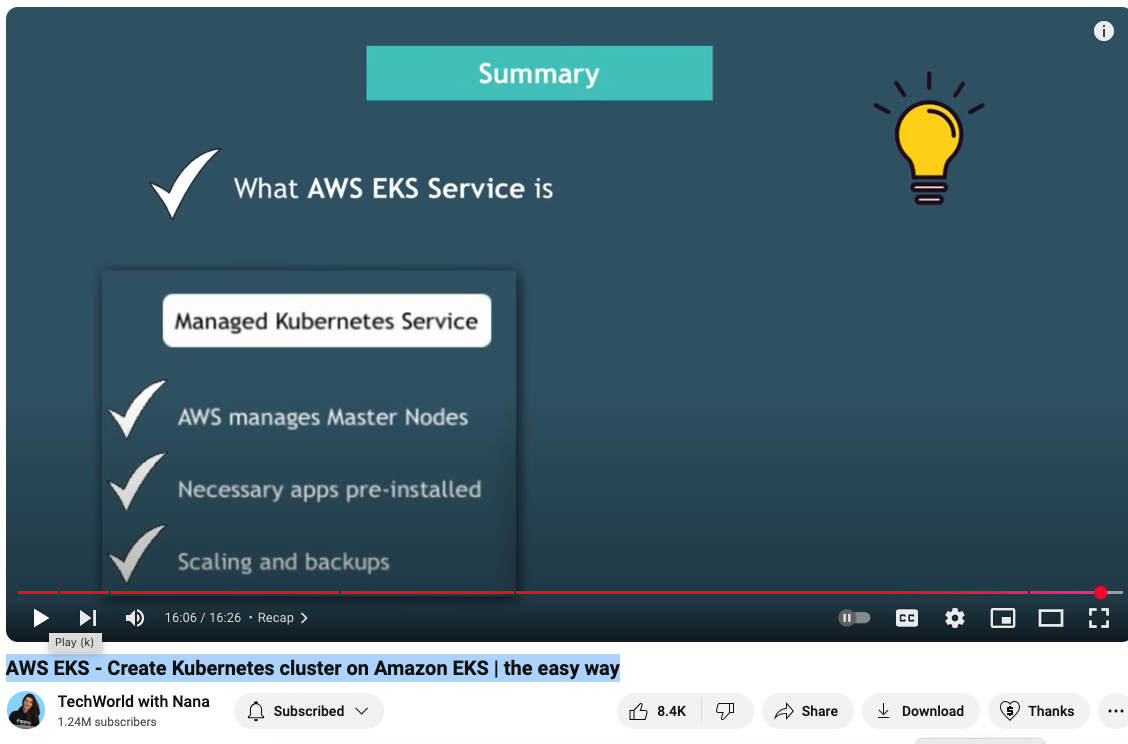 Summary
What AWS EKS Service is
Managed Kubernetes Service
AWS manages Master Nodes
Necessary apps pre-installed
Scaling and backups
16:06 / 16:26 • Recap
CC
Play (k)
AWS EKS - Create Kubernetes cluster on Amazon EKS | the easy way
TechWorld with Nana
1.24M subscribers
Subscribed
8.4K
Share
Download
Thanks